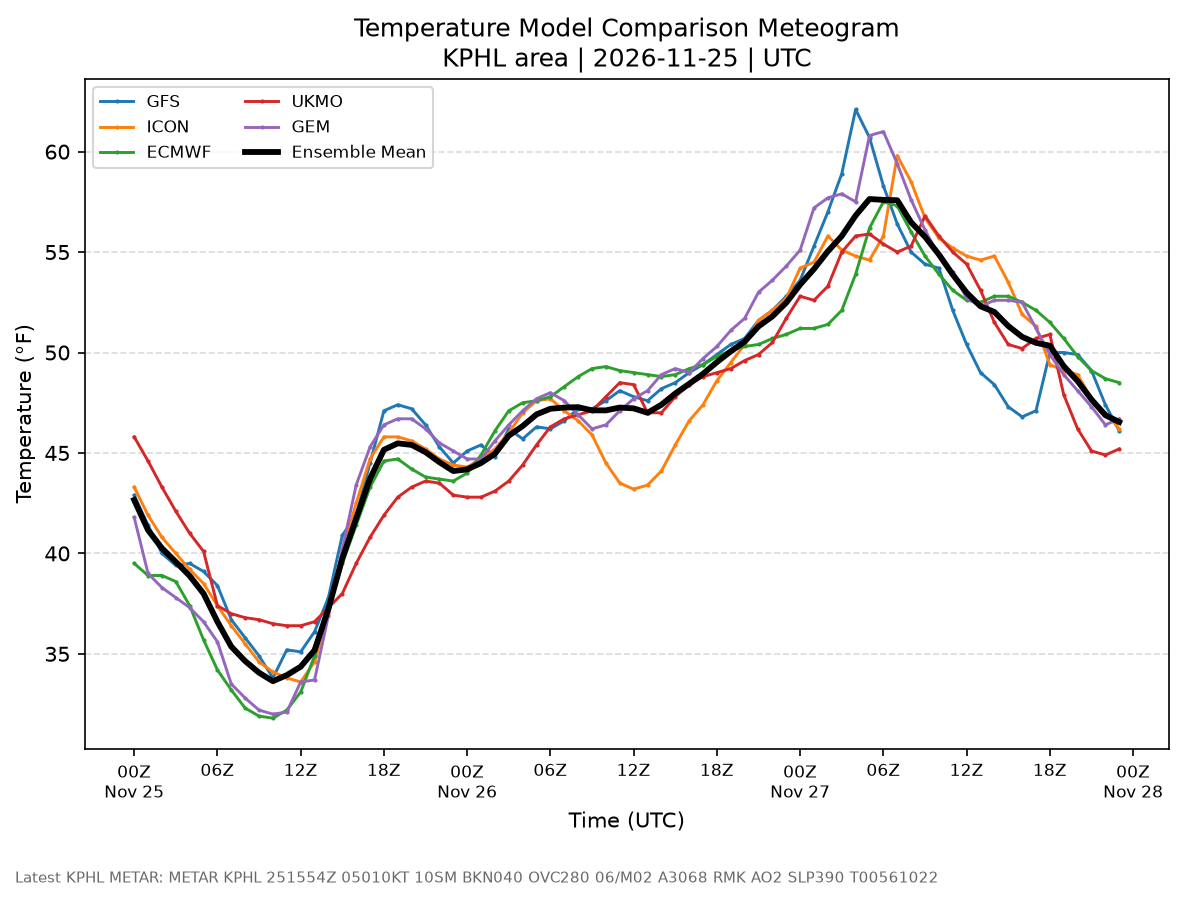 Temperature Model Comparison Meteogram
KPHL area | 2026-11-25 | UTC
GFS
ICON
ECMWF
UKMO
GEM
Ensemble Mean
Temperature (°F)
60
55
50
45
40
35
00Z 06Z 12Z 18Z 00Z 06Z 12Z 18Z 00Z 06Z 12Z 18Z 00Z
Nov 25 Nov 26 Nov 27 Nov 28
Time (UTC)
Latest KPHL METAR: METAR KPHL 251554Z 05010KT 10SM BKN040 OVC280 06/M02 A3068 RMK AO2 SLP390 T00561022